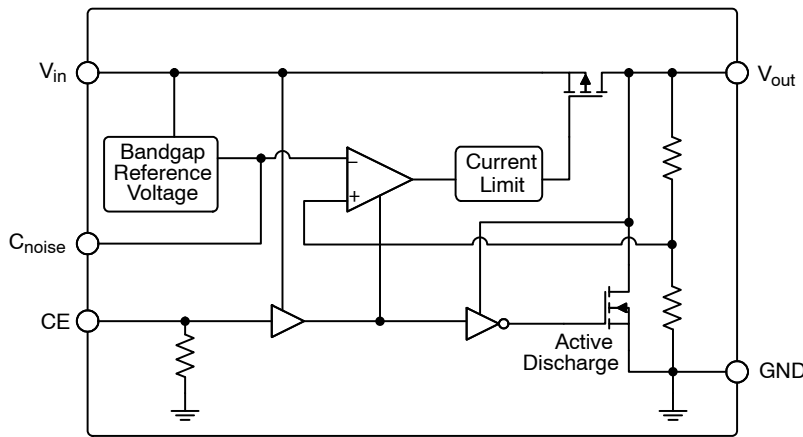 Vin
Vout
Bandgap
Reference
Voltage
−
+
Current
Limit
Cnoise
CE
Active
Discharge
GND